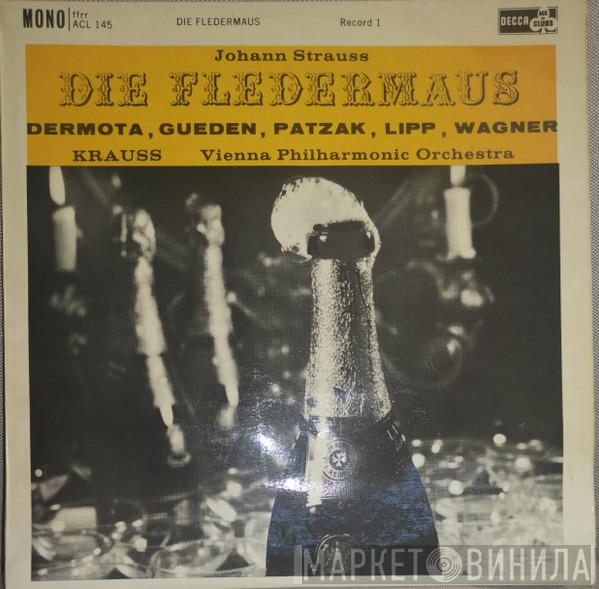 MONO ffrr ACL 145 DIE FLEDERMAUS Record 1 DECCA ACE OF CLUBS
Johann Strauss
DIE FLEDERMAUS
DERMOTA, GUEDEN, PATZAK, LIPP, WAGNER
KRAUSS Vienna Philharmonic Orchestra
МАРКЕТ ВИНИЛА